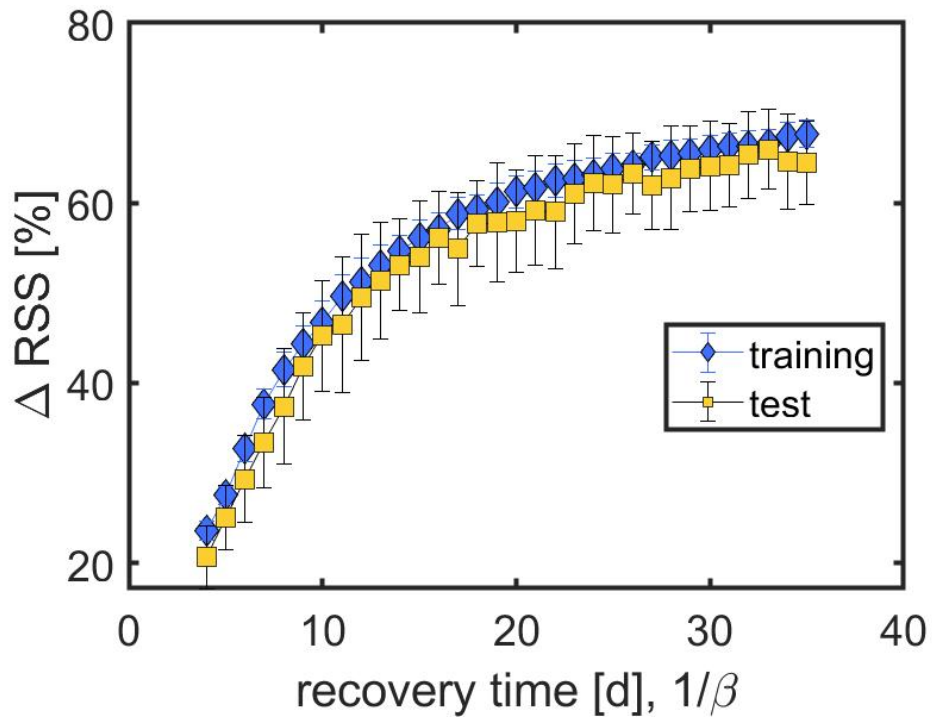 80
60
40
20
Δ RSS [%]
training
test
0 10 20 30 40
recovery time [d], 1/β